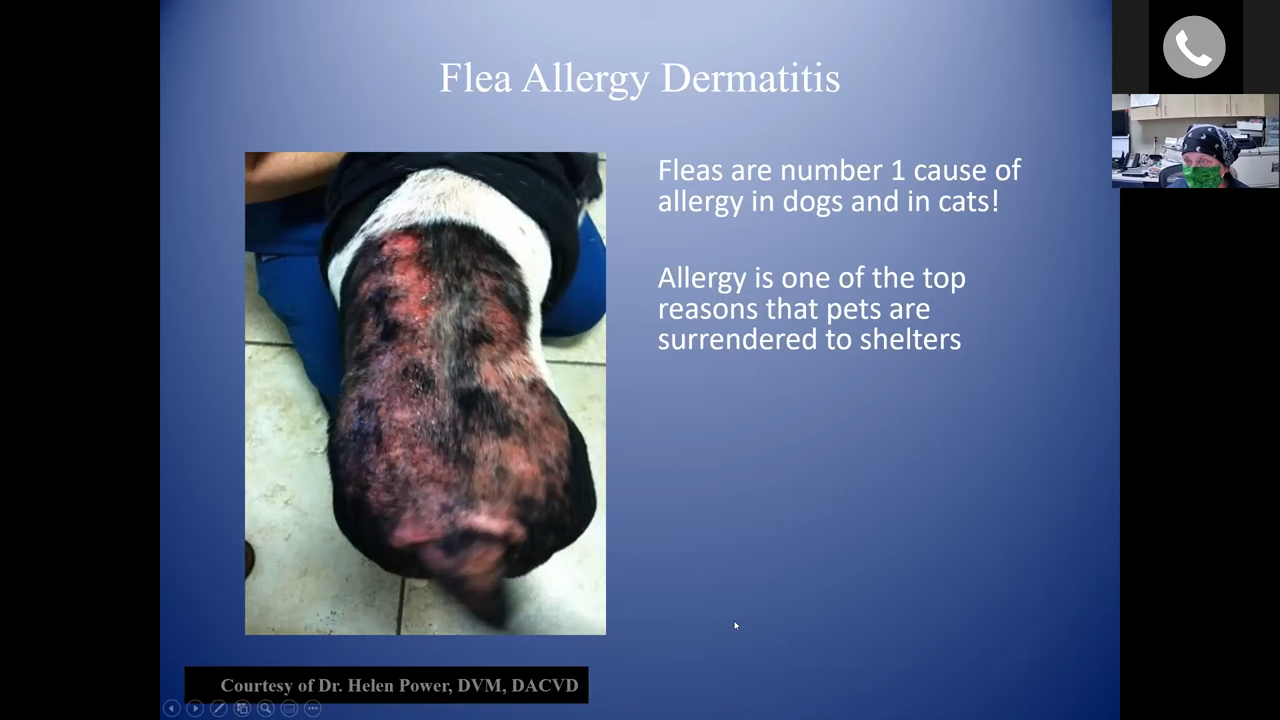 Flea Allergy Dermatitis
Fleas are number 1 cause of
allergy in dogs and in cats!
Allergy is one of the top
reasons that pets are
surrendered to shelters
Courtesy of Dr. Helen Power, DVM, DACVD